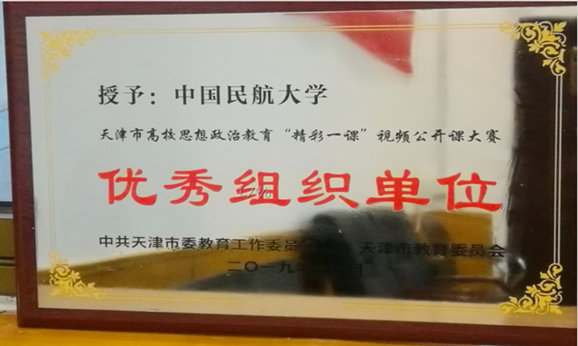 授予：中国民航大学
天津市高校思想政治教育“精彩一课”视频公开课大赛
优秀组织单位
中共天津市委教育工作委员 天津市教育委员会
二〇一九年 月